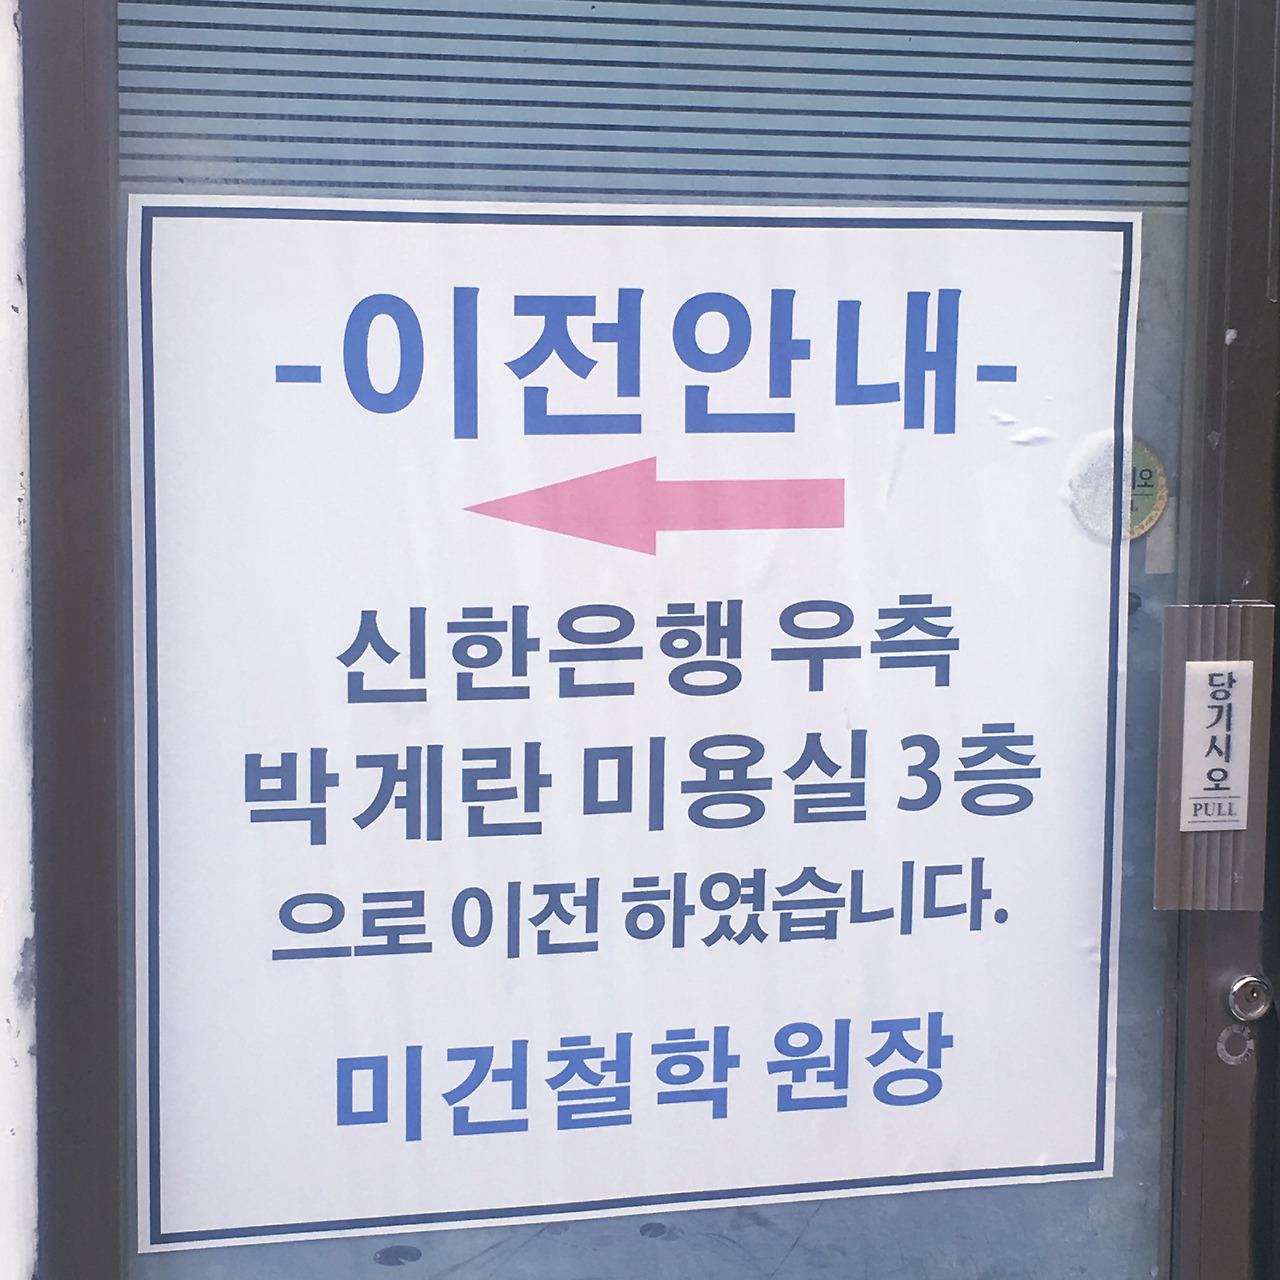 -이전안내-
신한은행 우측
박계란 미용실 3층
으로 이전 하였습니다.
미건철학 원장
당기시오
PULL